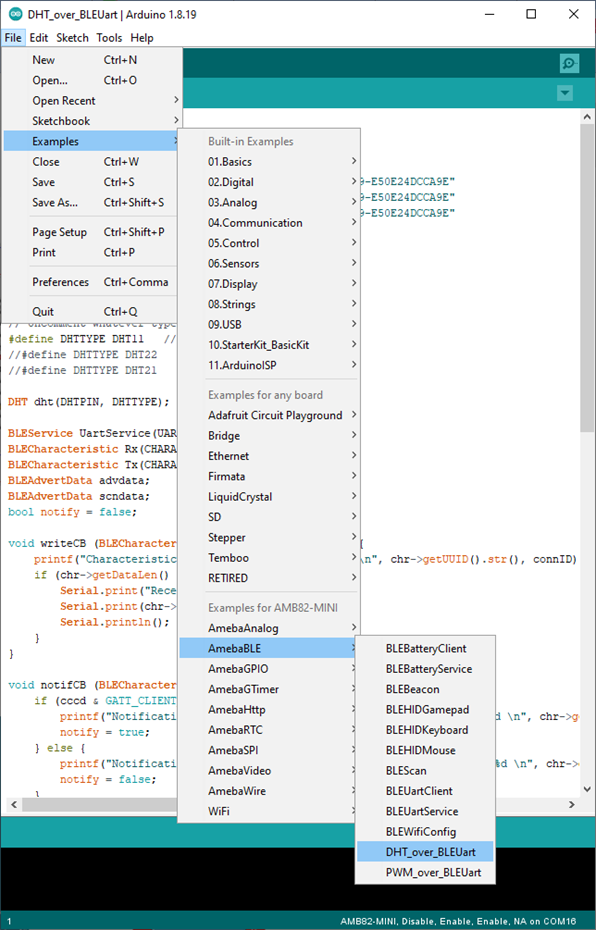 DHT_over_BLEUart | Arduino 1.8.19
File Edit Sketch Tools Help
New Ctrl+N
Open... Ctrl+O
Open Recent
Sketchbook
Examples
Close Ctrl+W
Save Ctrl+S
Save As... Ctrl+Shift+S
Page Setup Ctrl+Shift+P
Print Ctrl+P
Preferences Ctrl+Comma
Quit Ctrl+Q
Built-in Examples
01.Basics
02.Digital
03.Analog
04.Communication
05.Control
06.Sensors
07.Display
08.Strings
09.USB
10.StarterKit_BasicKit
11.ArduinoISP
Examples for any board
Adafruit Circuit Playground
Bridge
Ethernet
Firmata
LiquidCrystal
SD
Stepper
Temboo
RETIRED
Examples for AMB82-MINI
AmebaAnalog
AmebaBLE
AmebaGPIO
AmebaGTimer
AmebaHttp
AmebaRTC
AmebaSPI
AmebaVideo
AmebaWire
WiFi
BLEBatteryClient
BLEBatteryService
BLEBeacon
BLEHIDGamepad
BLEHIDKeyboard
BLEHIDMouse
BLEScan
BLEUartClient
BLEUartService
BLEWifiConfig
DHT_over_BLEUart
PWM_over_BLEUart
9-E50E24DCCA9E"
9-E50E24DCCA9E"
9-E50E24DCCA9E"
// Uncomment whatever type
#define DHTTYPE DHT11 //
//#define DHTTYPE DHT22
//#define DHTTYPE DHT21
DHT dht(DHTPIN, DHTTYPE);
BLEService UartService(UAR
BLECharacteristic Rx(CHARA
BLECharacteristic Tx(CHARA
BLEAdvertData advdata;
BLEAdvertData scndata;
bool notify = false;
void writeCB (BLECharacter {
printf("Characteristic \n", chr->getUUID().str(), connID)
if (chr->getDataLen()
Serial.print("Rece
Serial.print(chr->
Serial.println();
}
}
void notifCB (BLECharacter
if (cccd & GATT_CLIENT
printf("Notificati d \n", chr->g
notify = true;
} else {
printf("Notificati %d \n", chr->
notify = false;
}
1 AMB82-MINI, Disable, Enable, Enable, NA on COM16